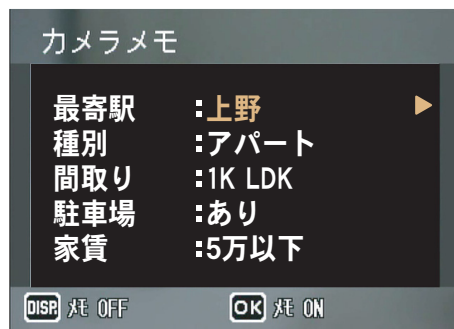 カメラメモ
最寄駅 :上野
種別 :アパート
間取り :1K LDK
駐車場 :あり
家賃 :5万以下
DISP. メモ OFF OK メモ ON